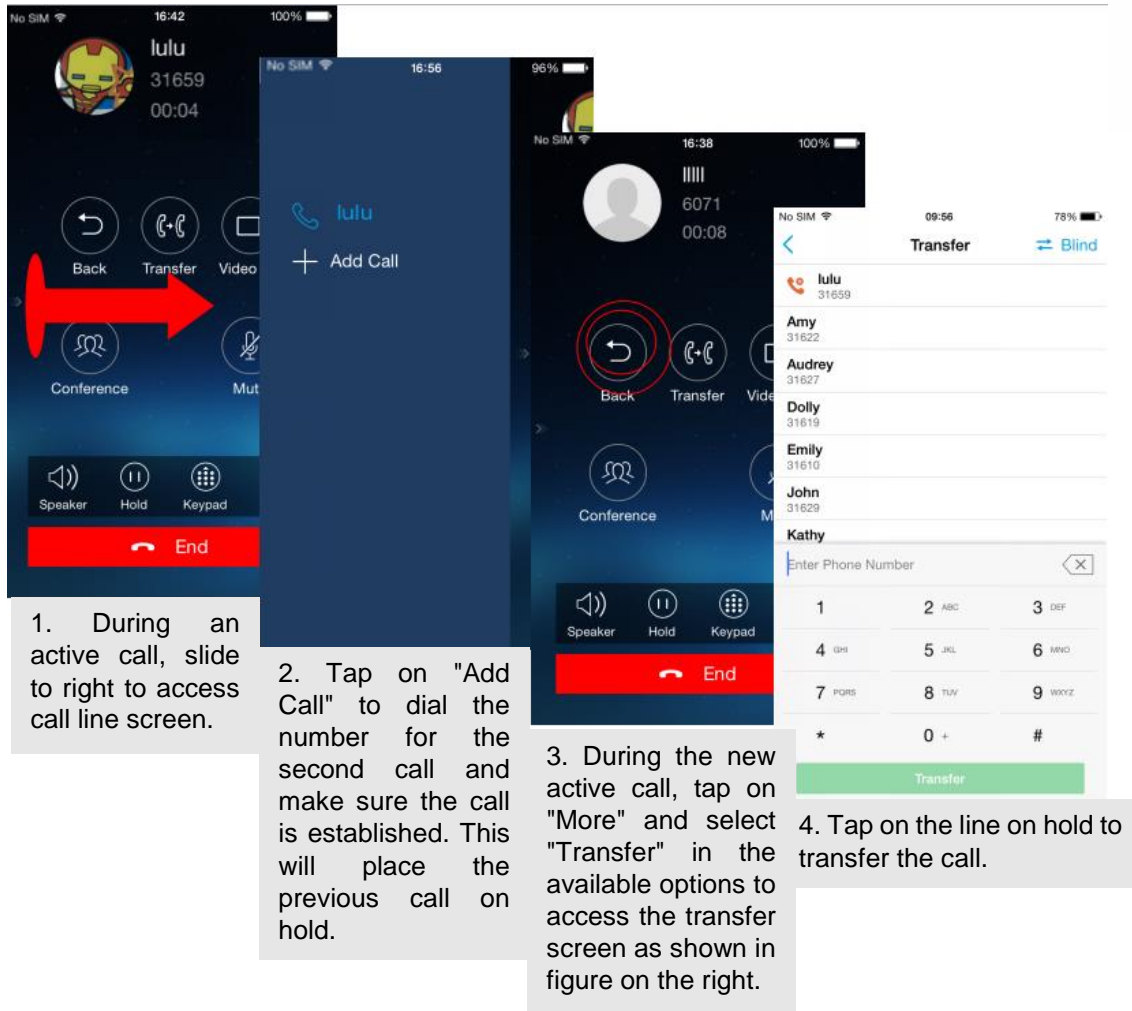 No SIM 16:42 100%
lulu
31659
00:04
Back Transfer Video
Conference Mut
Speaker Hold Keypad
End
1. During an
active call, slide
to right to access
call line screen.
No SIM 16:56 96%
lulu
Add Call
2. Tap on "Add
Call" to dial the
number for the
second call and
make sure the call
is established. This
will place the
previous call on
hold.
No SIM 16:38 100%
lllll
6071
00:08
Back Transfer Vide
Conference M
Speaker Hold Keypad
End
3. During the new
active call, tap on
"More" and select
"Transfer" in the
available options to
access the transfer
screen as shown in
figure on the right.
No SIM 09:56 78%
Transfer Blind
lulu
31659
Amy
31622
Audrey
31627
Dolly
31619
Emily
31610
John
31629
Kathy
Enter Phone Number
1 2 ABC 3 DEF
4 GHI 5 JKL 6 MNO
7 PQRS 8 TUV 9 WXYZ
* 0 + #
Transfer
4. Tap on the line on hold to
transfer the call.